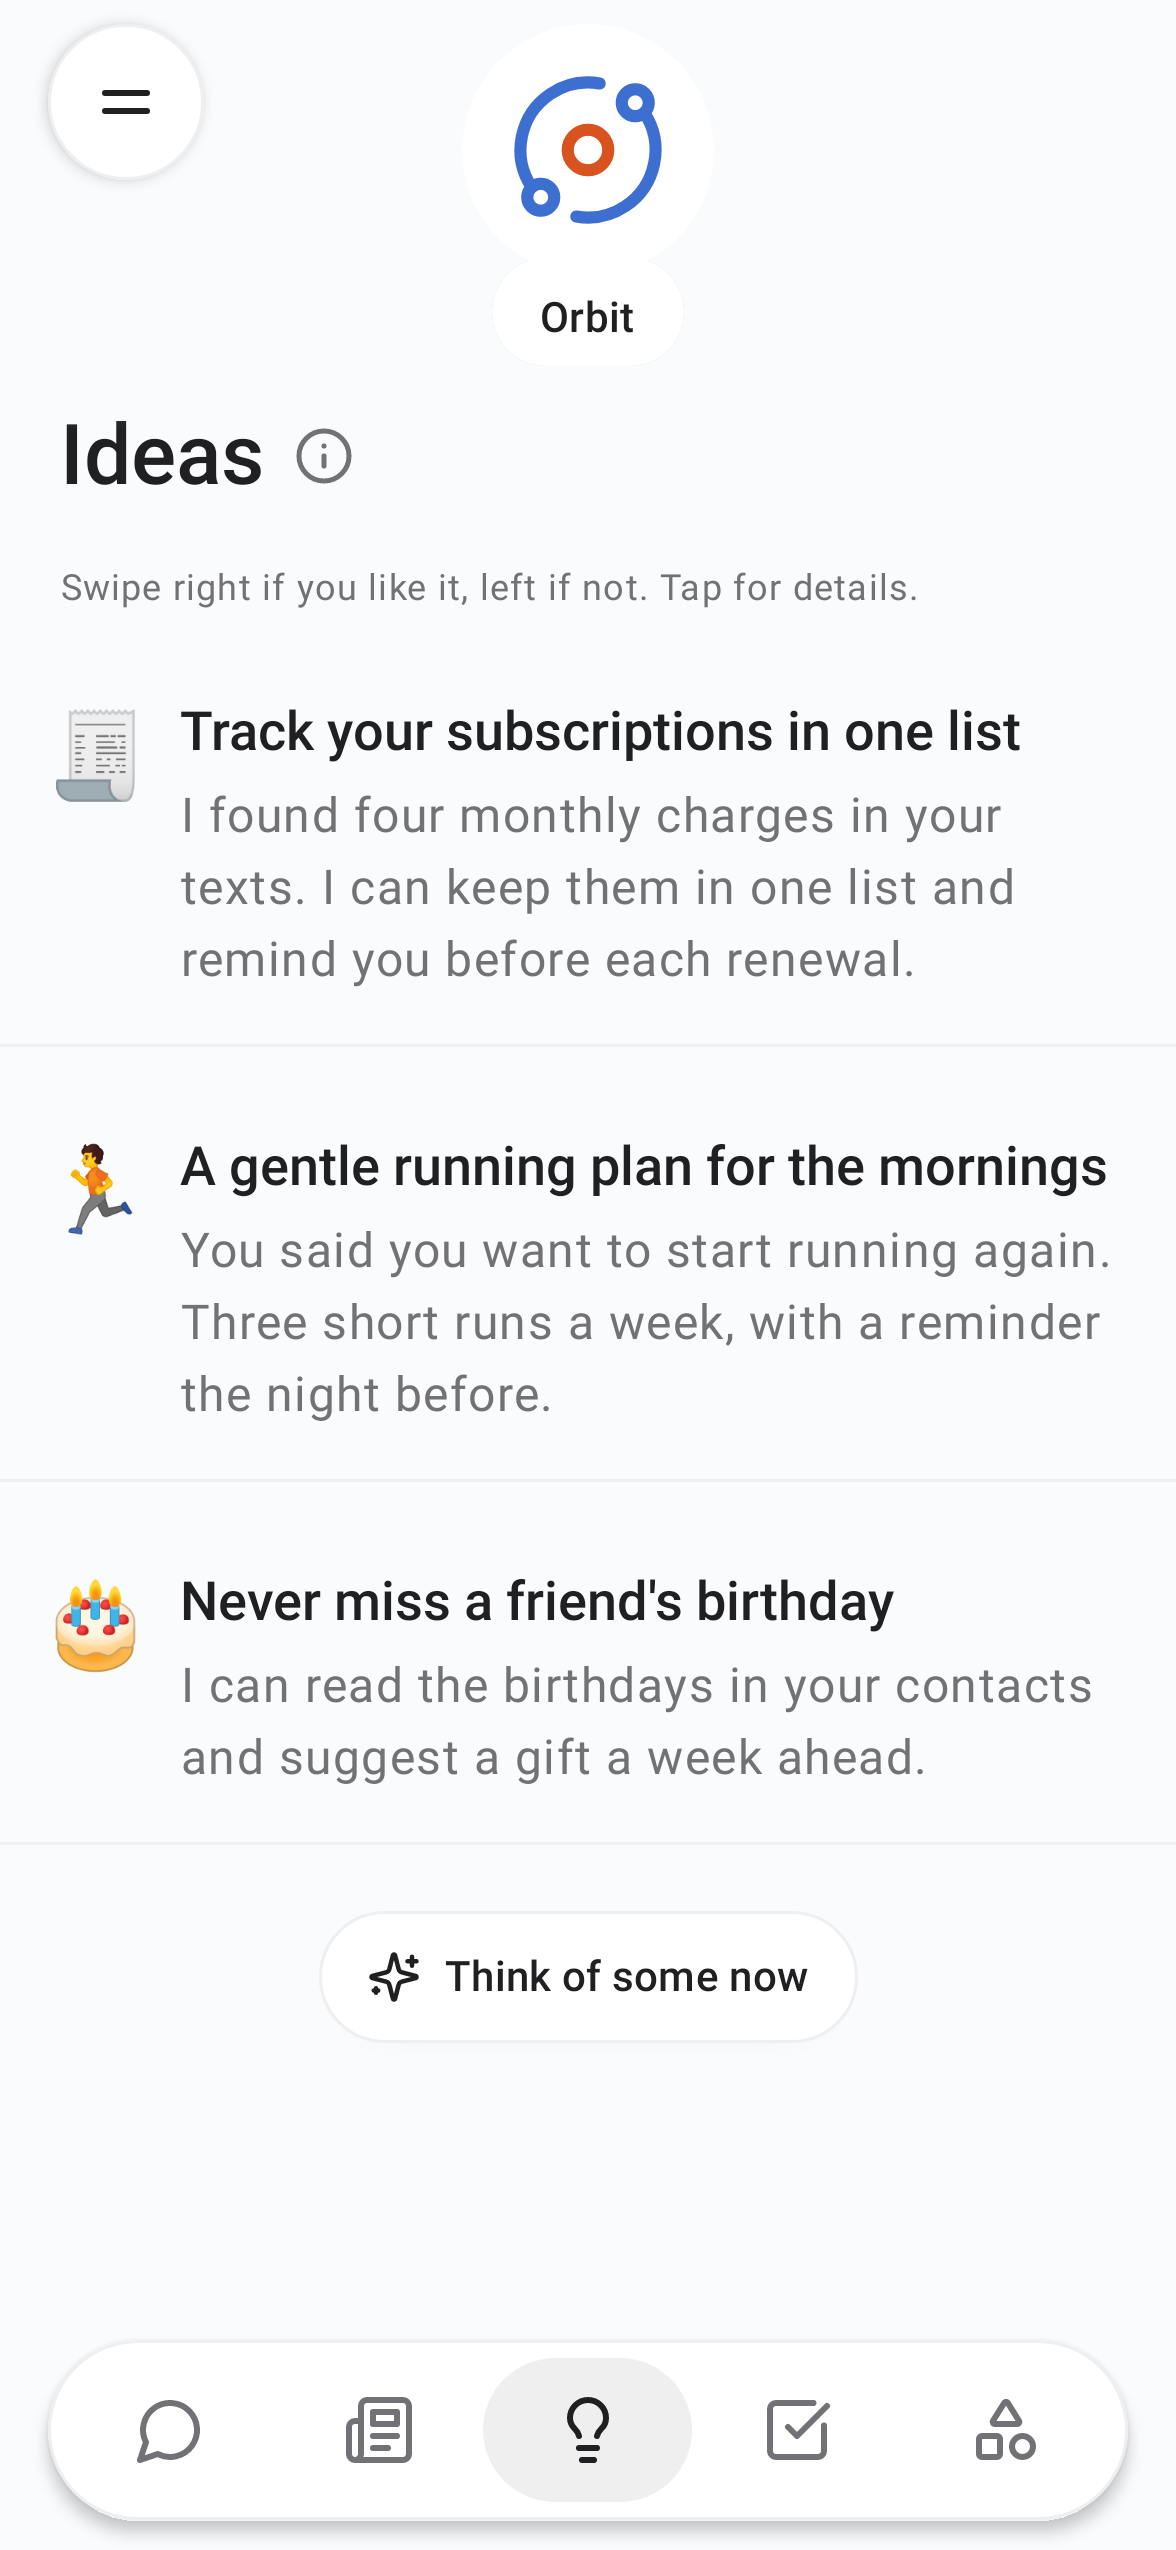 Orbit
Ideas
Swipe right if you like it, left if not. Tap for details.
Track your subscriptions in one list
I found four monthly charges in your
texts. I can keep them in one list and
remind you before each renewal.
A gentle running plan for the mornings
You said you want to start running again.
Three short runs a week, with a reminder
the night before.
Never miss a friend's birthday
I can read the birthdays in your contacts
and suggest a gift a week ahead.
Think of some now